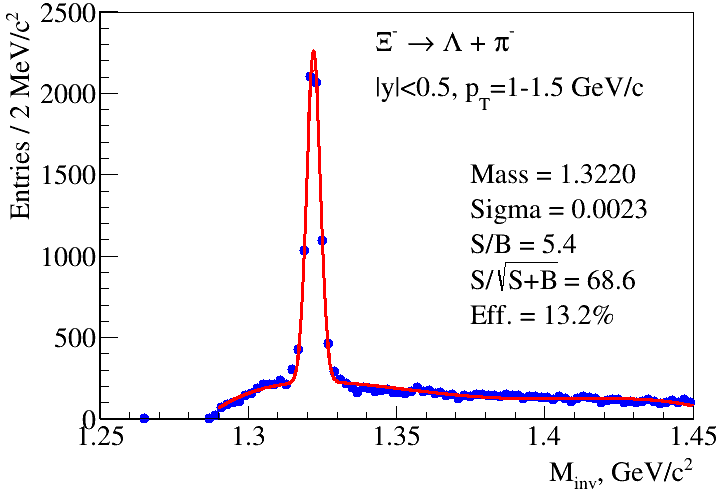 Ξ⁻ → Λ + π⁻
|y|<0.5, p_T=1-1.5 GeV/c
Mass = 1.3220
Sigma = 0.0023
S/B = 5.4
S/√S+B = 68.6
Eff. = 13.2%
Entries / 2 MeV/c²
2500
2000
1500
1000
500
0
1.25
1.3
1.35
1.4
1.45
M_inv, GeV/c²